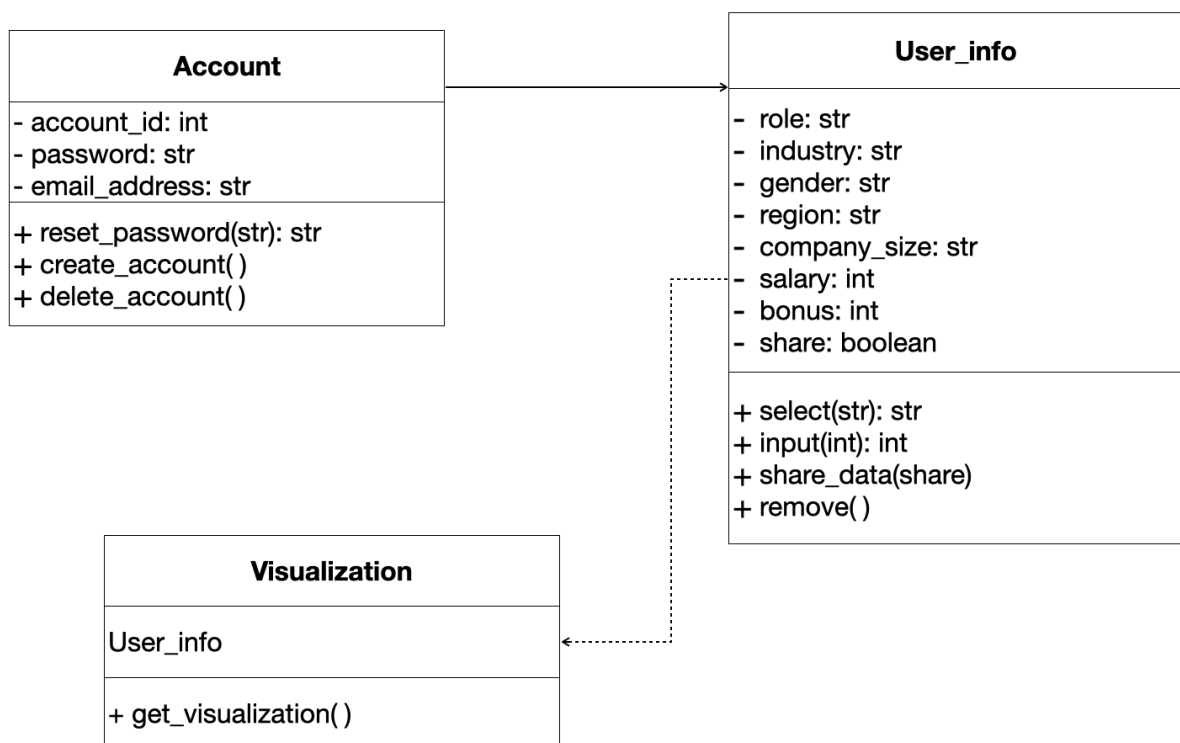 Account
- account_id: int
- password: str
- email_address: str
+ reset_password(str): str
+ create_account( )
+ delete_account( )
User_info
- role: str
- industry: str
- gender: str
- region: str
- company_size: str
- salary: int
- bonus: int
- share: boolean
+ select(str): str
+ input(int): int
+ share_data(share)
+ remove( )
Visualization
User_info
+ get_visualization( )